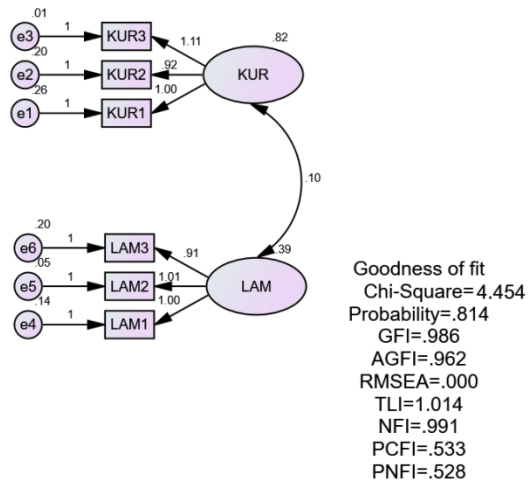 .01
e3 1 KUR3 1.11 .82
.20
e2 1 KUR2 .92 KUR
.26
e1 1 KUR1 1.00
.10
.20
e6 1 LAM3 .91 .39
.05
e5 1 LAM2 1.01 LAM
.14
e4 1 LAM1 1.00
Goodness of fit
Chi-Square=4.454
Probability=.814
GFI=.986
AGFI=.962
RMSEA=.000
TLI=1.014
NFI=.991
PCFI=.533
PNFI=.528